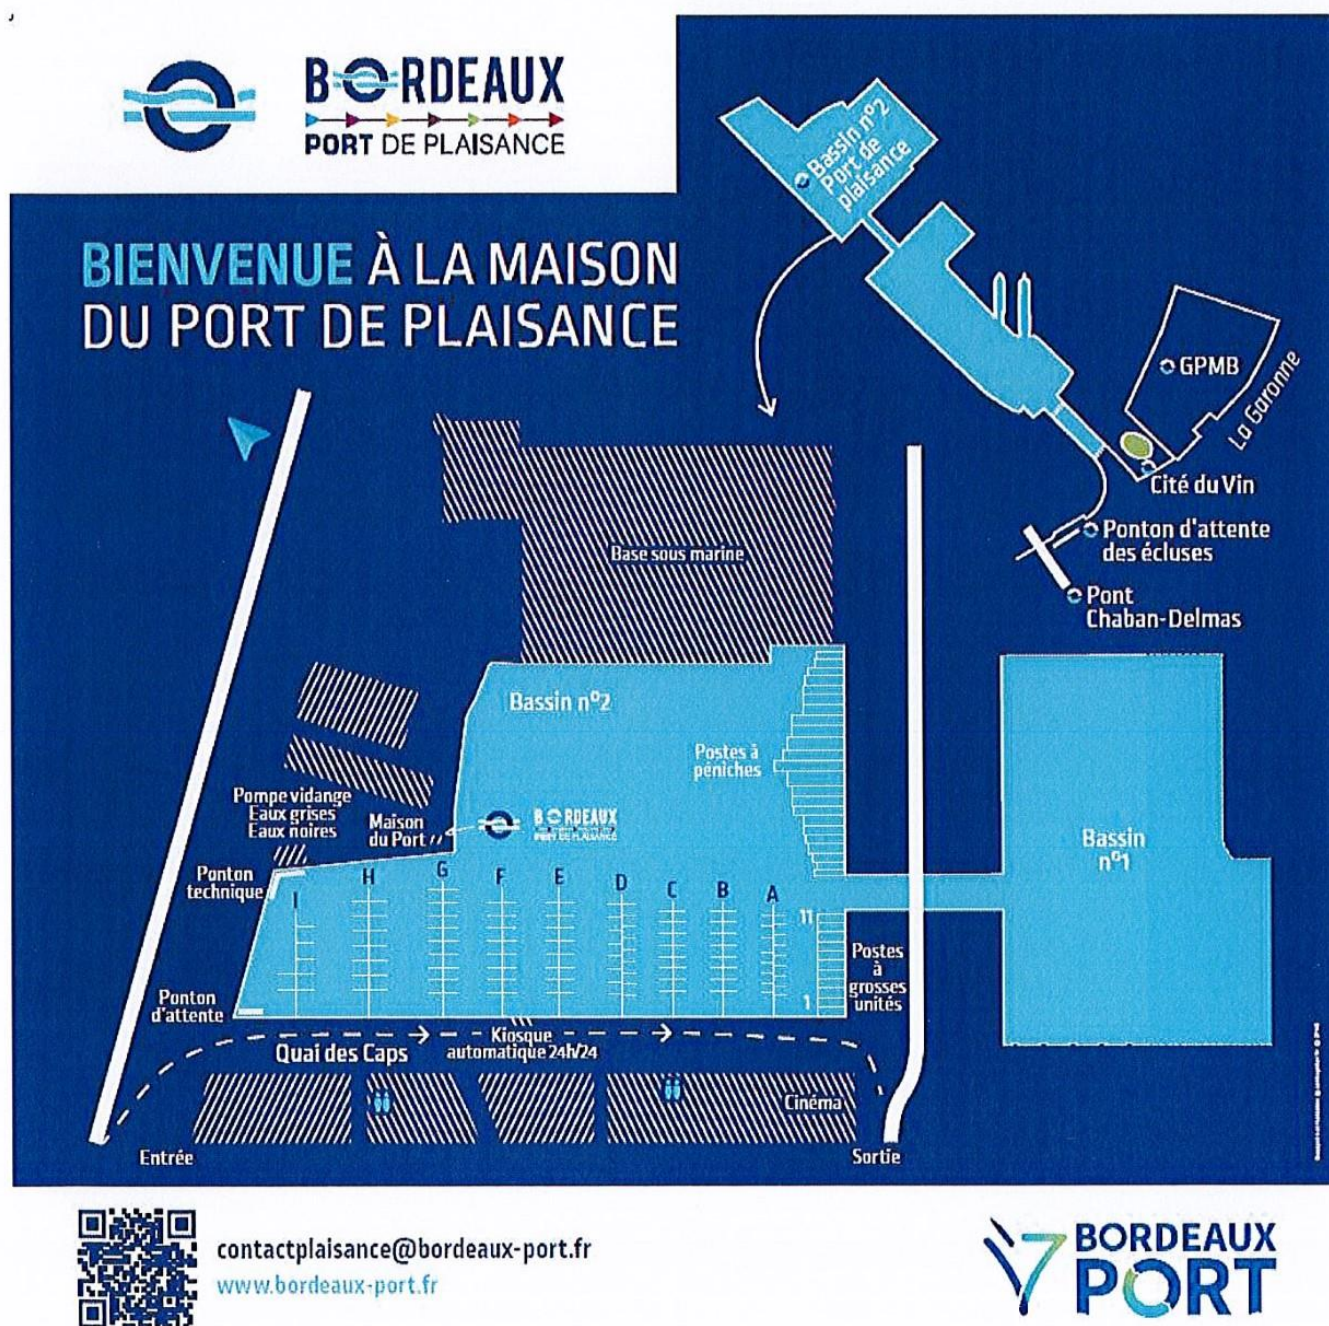 BORDEAUX
PORT DE PLAISANCE
BIENVENUE À LA MAISON
DU PORT DE PLAISANCE
Bassin nº2
Port de
plaisance
GPMB
La Garonne
Cité du Vin
Ponton d'attente
des écluses
Pont
Chaban-Delmas
Base sous marine
Bassin nº2
Postes à
péniches
Pompe vidange
Eaux grises
Eaux noires
Maison
du Port
BORDEAUX
PORT DE PLAISANCE
Bassin
nº1
Ponton
technique
I
H
G
F
E
D
C
B
A
11
1
Postes
à
grosses
unités
Ponton
d'attente
Quai des Caps
Kiosque
automatique 24h/24
Cinéma
Entrée
Sortie
contactplaisance@bordeaux-port.fr
www.bordeaux-port.fr
BORDEAUX
PORT